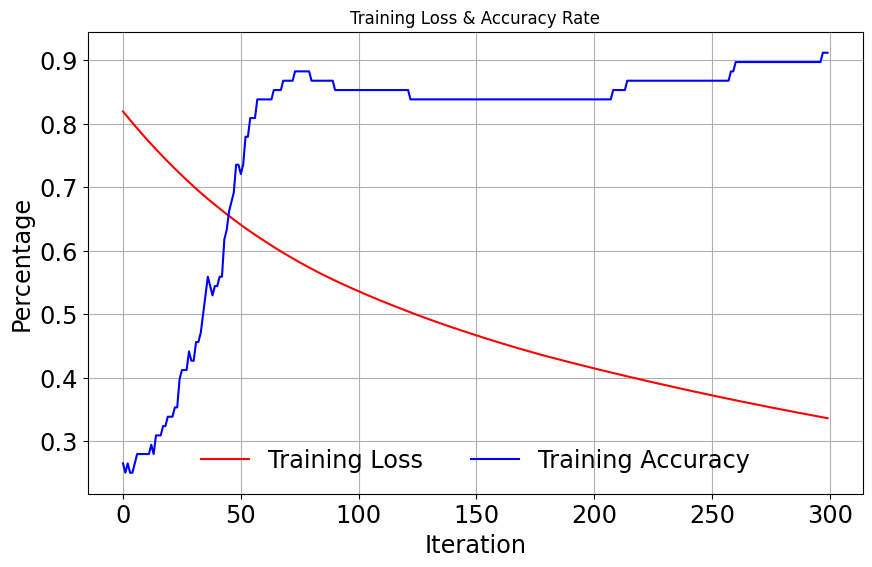 Training Loss & Accuracy Rate
Percentage
0.9
0.8
0.7
0.6
0.5
0.4
0.3
Training Loss Training Accuracy
0 50 100 150 200 250 300
Iteration